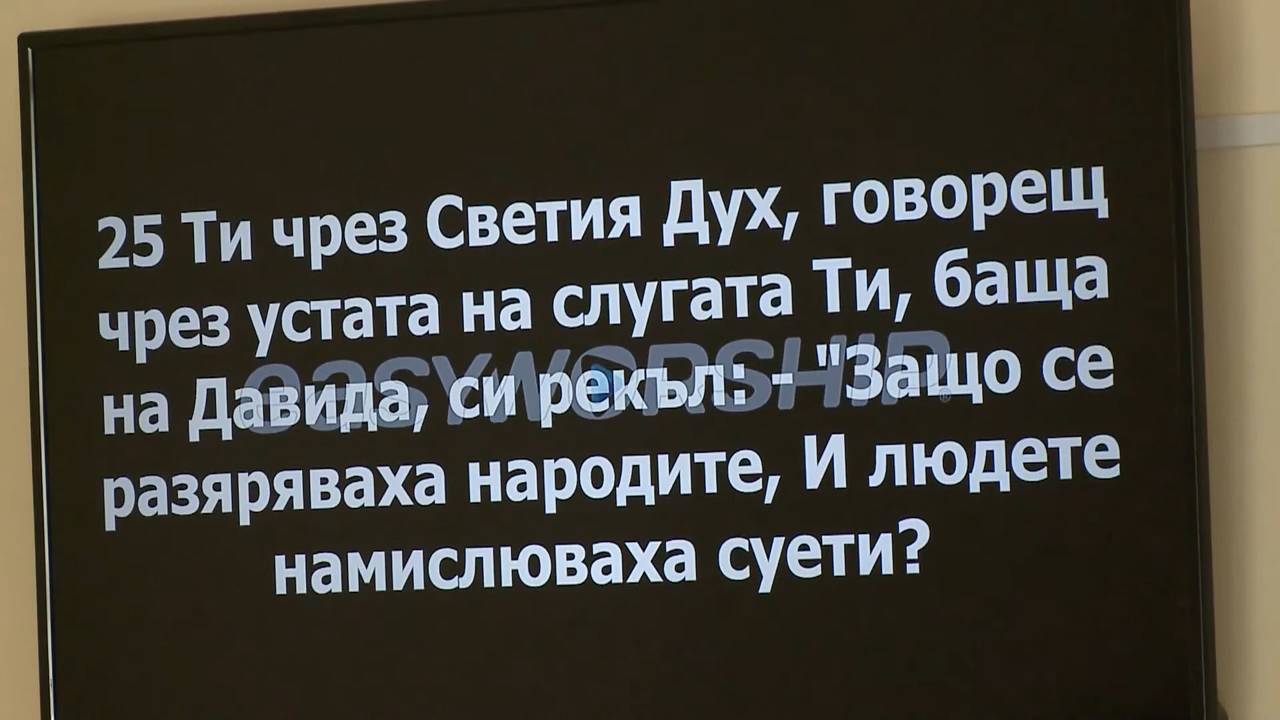 25 Ти чрез Светия Дух, говорещ
чрез устата на слугата Ти, баща
на Давида, си рекъл: - "Защо се
easyworship®
разяряваха народите, И людете
намислюваха суети?